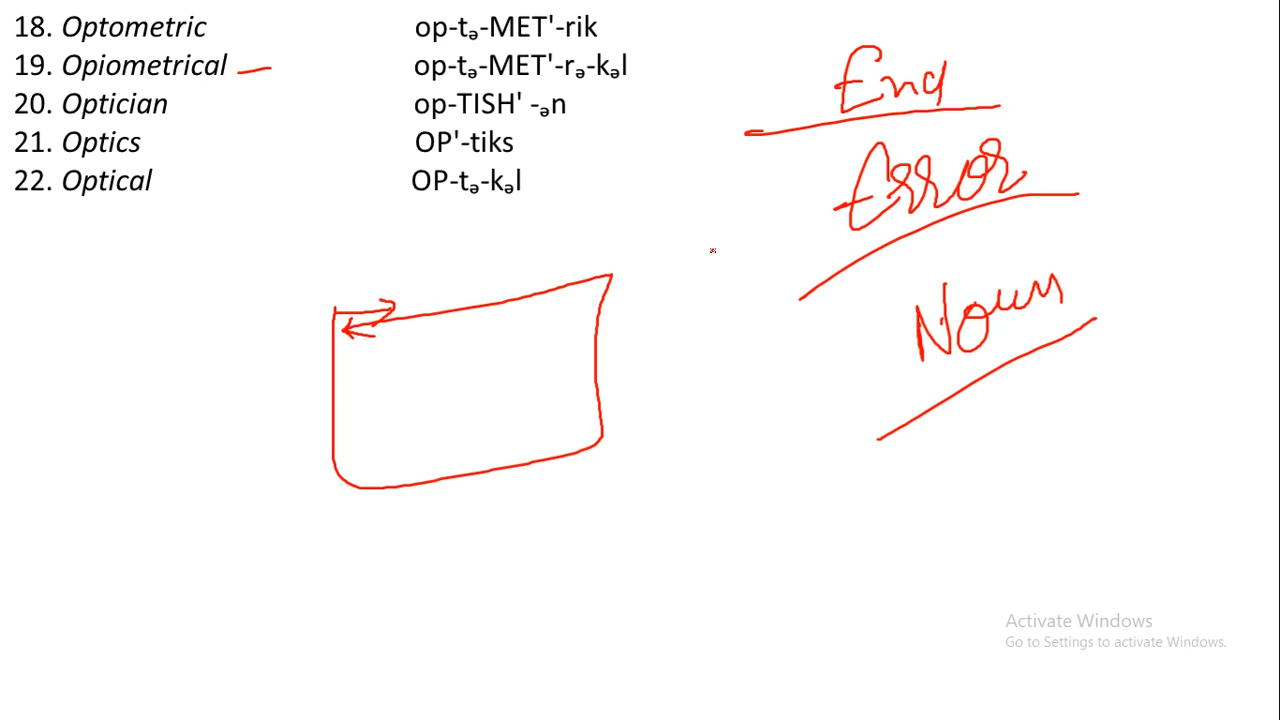 18. Optometric op-tₔ-MET'-rik
19. Opiometrical op-tₔ-MET'-rₔ-kₔl
20. Optician op-TISH' -ₔn
21. Optics OP'-tiks
22. Optical OP-tₔ-kₔl
End
Error
Noun
Activate Windows
Go to Settings to activate Windows.